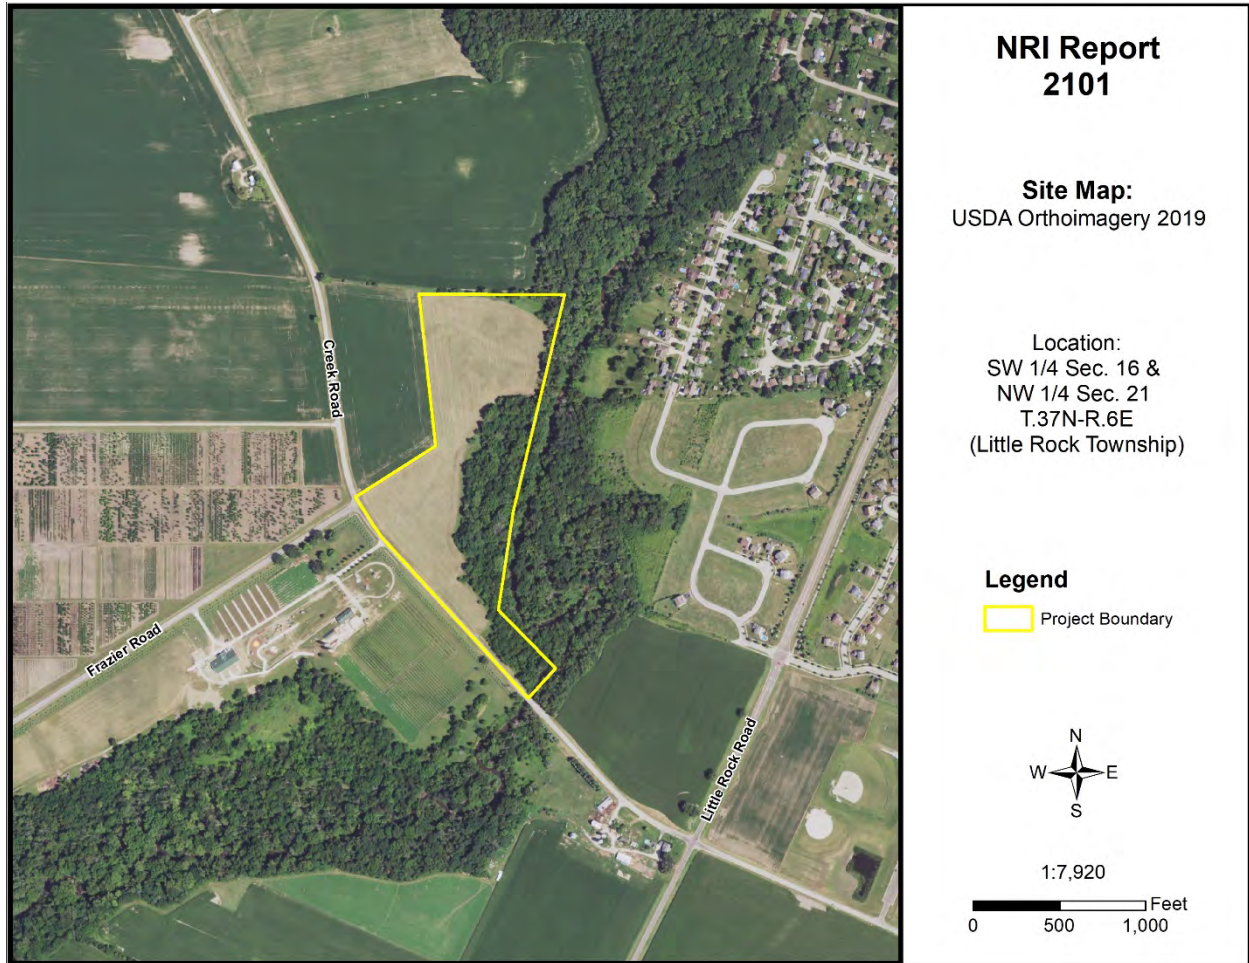 NRI Report
2101
Site Map:
USDA Orthoimagery 2019
Location:
SW 1/4 Sec. 16 &
NW 1/4 Sec. 21
T.37N-R.6E
(Little Rock Township)
Legend
Project Boundary
N
W E
S
1:7,920
Feet
0 500 1,000
Creek Road
Frazier Road
Little Rock Road